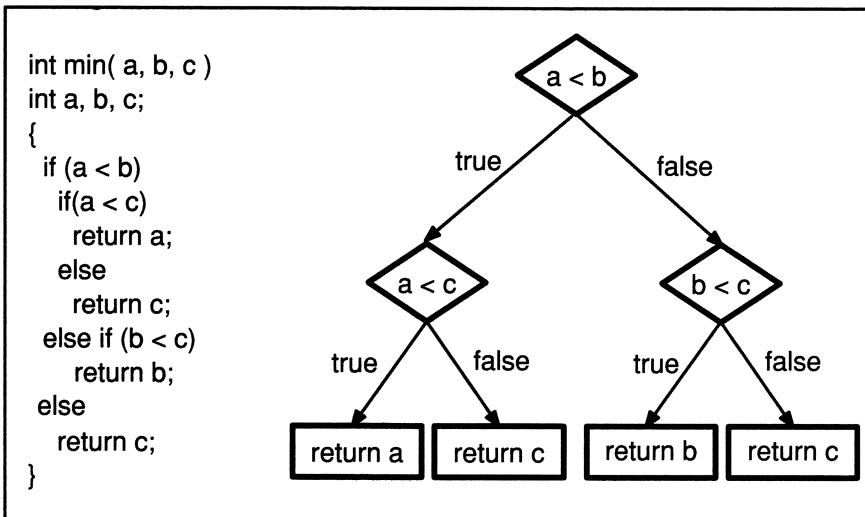 int min( a, b, c )
int a, b, c;
{
if (a < b)
if(a < c)
return a;
else
return c;
else if (b < c)
return b;
else
return c;
}
a < b
true
false
a < c
b < c
true
false
true
false
return a
return c
return b
return c